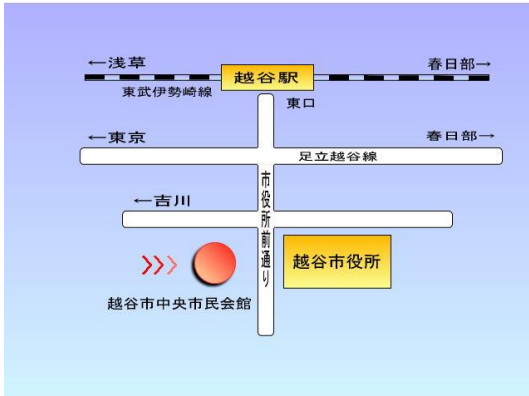 ←浅草
春日部→
越谷駅
東武伊勢崎線
東口
←東京
春日部→
足立越谷線
市役所前通り
←吉川
越谷市役所
越谷市中央市民会館